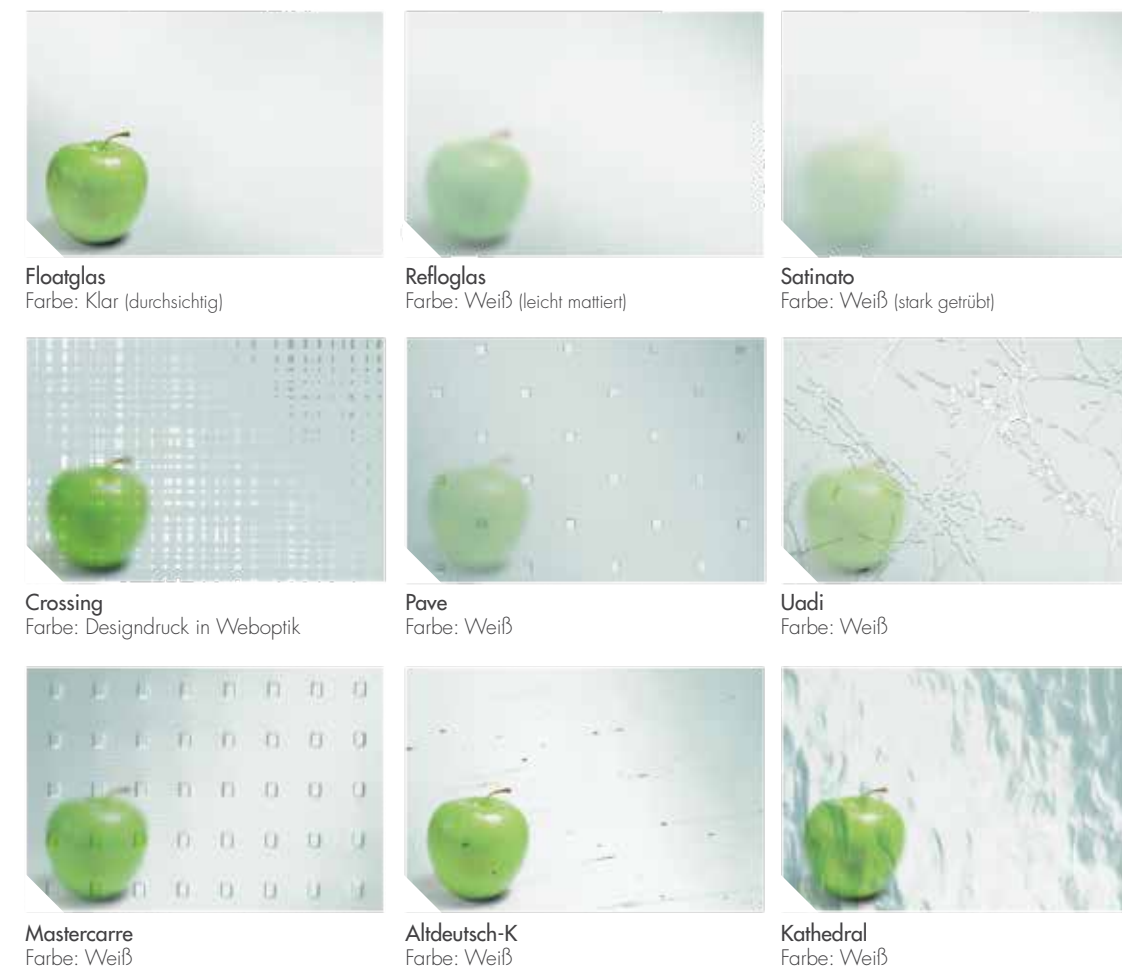 Floatglas
Farbe: Klar (durchsichtig)
Refloglas
Farbe: Weiß (leicht mattiert)
Satinato
Farbe: Weiß (stark getrübt)
Crossing
Farbe: Designdruck in Weboptik
Pave
Farbe: Weiß
Uadi
Farbe: Weiß
Mastercarre
Farbe: Weiß
Altdeutsch-K
Farbe: Weiß
Kathedral
Farbe: Weiß